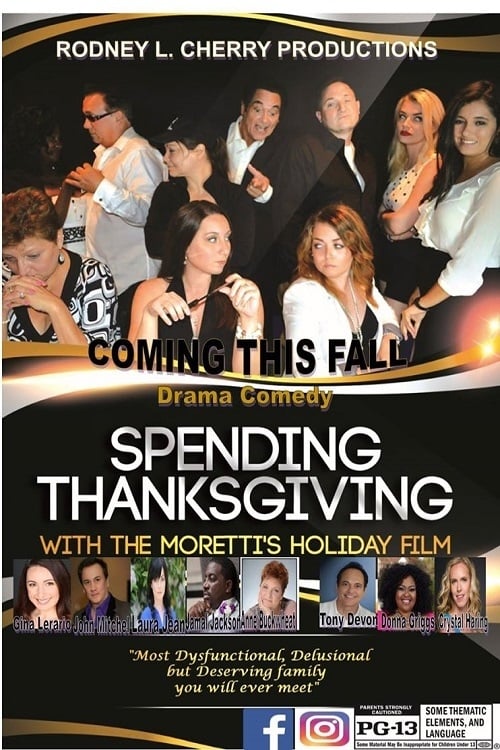 RODNEY L. CHERRY PRODUCTIONS
COMING THIS FALL
Drama Comedy
SPENDING
THANKSGIVING
WITH THE MORETTI'S HOLIDAY FILM
Gina Lerario John Mitchel Laura Jean Jamal Jackson Anne Buckwheat Tony Devon Donna Griggs Crystal Haring
"Most Dysfunctional, Delusional
but Deserving family
you will ever meet"
PARENTS STRONGLY CAUTIONED
PG-13
SOME THEMATIC
ELEMENTS, AND
LANGUAGE
Some Material May Be Inappropriate for Children Under 13